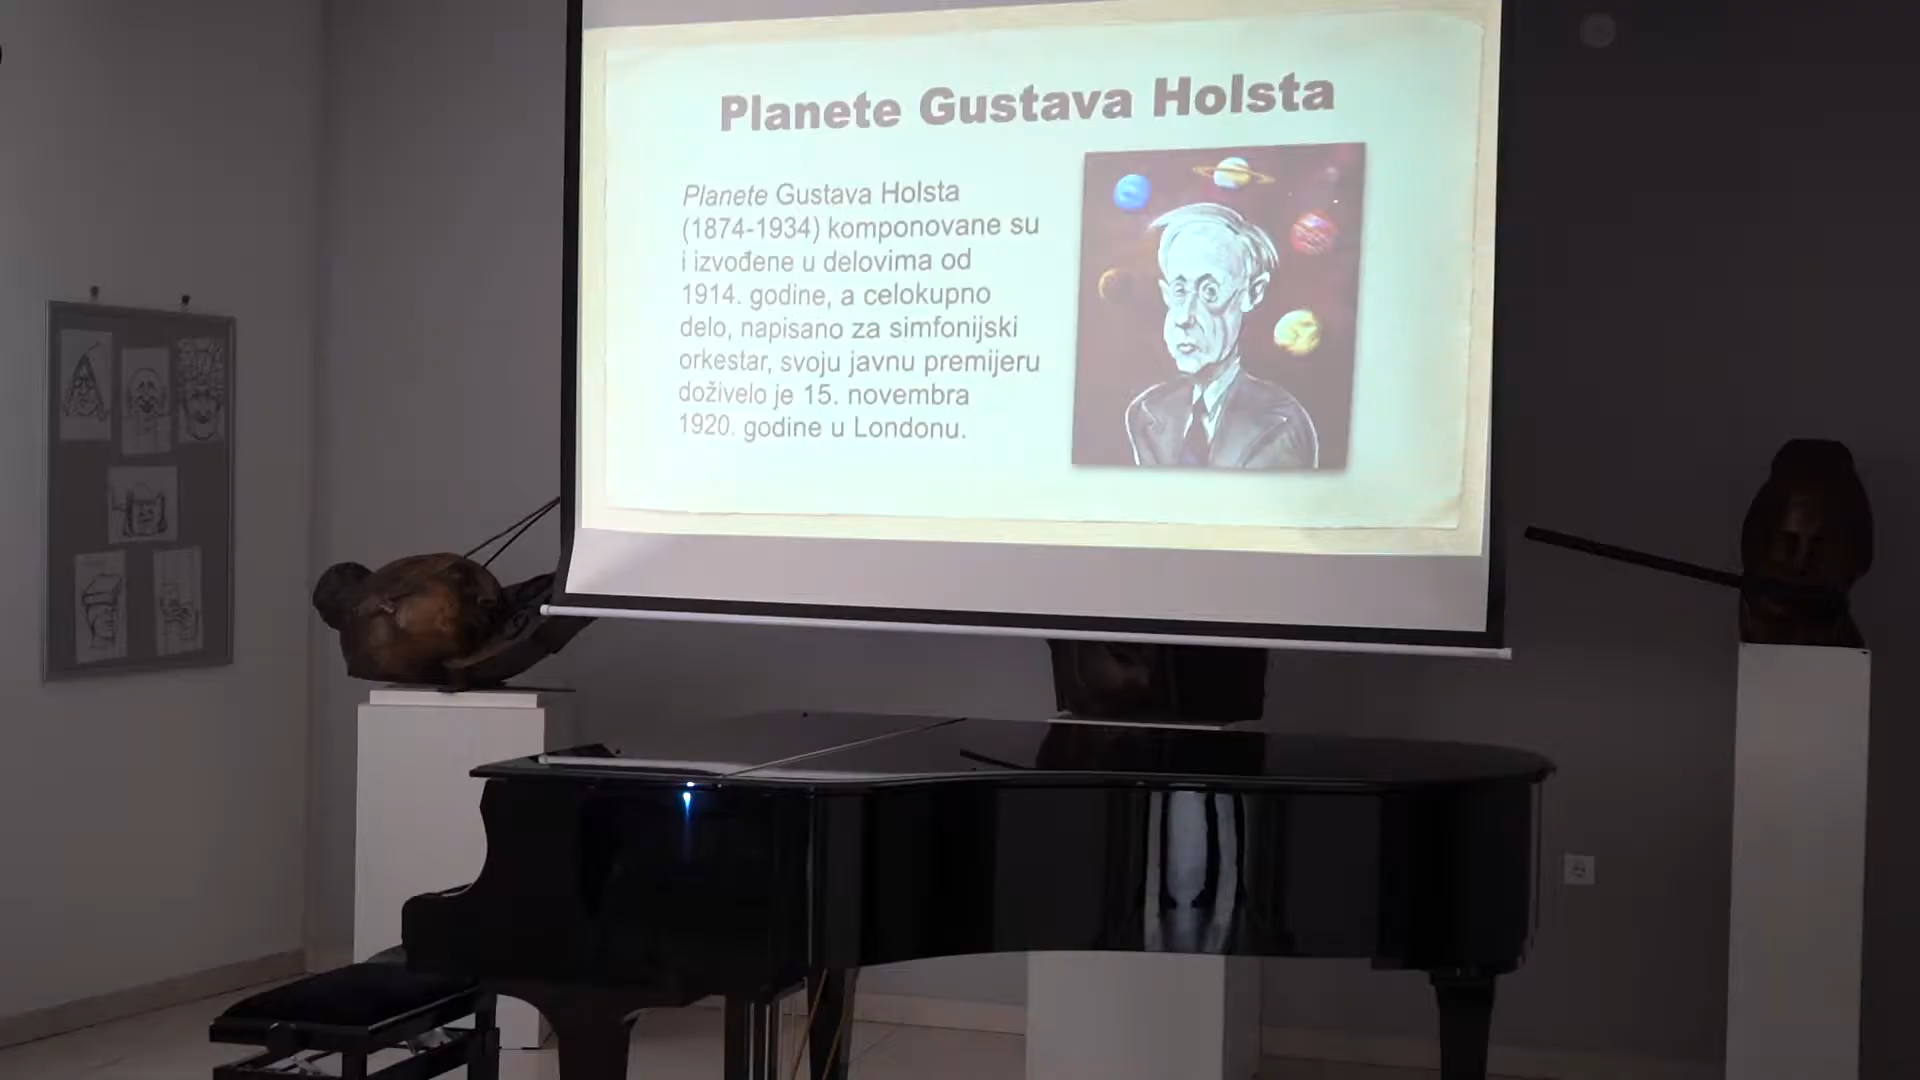 Planete Gustava Holsta
Planete Gustava Holsta
(1874-1934) komponovane su
i izvođene u delovima od
1914. godine, a celokupno
delo, napisano za simfonijski
orkestar, svoju javnu premijeru
doživelo je 15. novembra
1920. godine u Londonu.